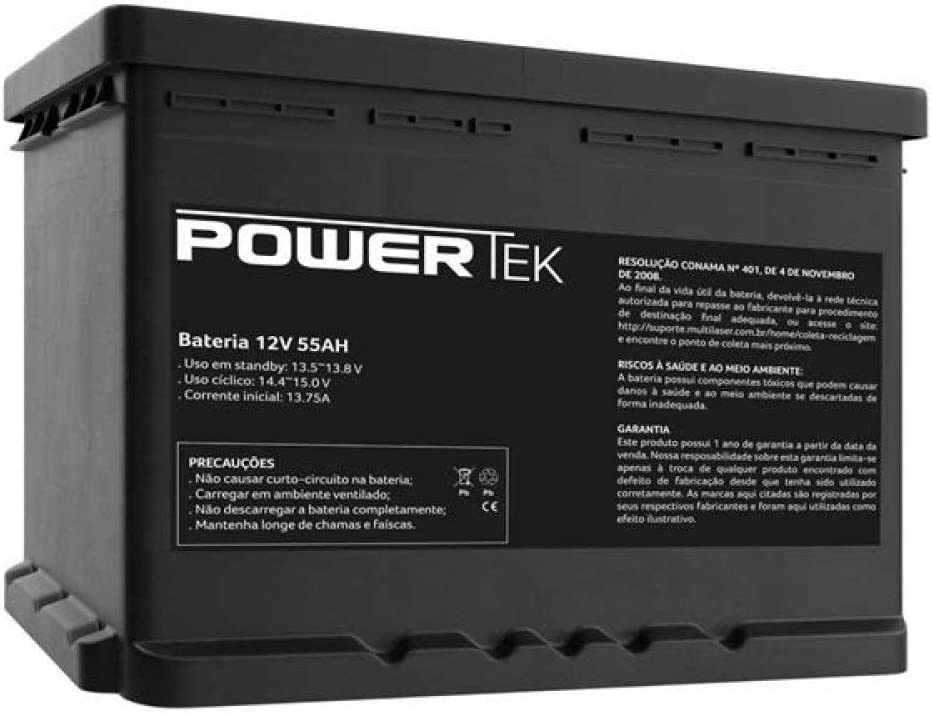 POWERTEK
Bateria 12V 55AH
. Uso em standby: 13.5~13.8 V
. Uso cíclico: 14.4~15.0 V
. Corrente inicial: 13.75A
PRECAUÇÕES
. Não causar curto-circuito na bateria;
. Carregar em ambiente ventilado;
. Não descarregar a bateria completamente;
. Mantenha longe de chamas e faíscas.
Pb Pb
CE
RESOLUÇÃO CONAMA Nº 401, DE 4 DE NOVEMBRO
DE 2008.
Ao final da vida útil da bateria, devolvê-la à rede técnica
autorizada para repasse ao fabricante para procedimento
de destinação final adequada, ou acesse o site:
http://suporte.multilaser.com.br/home/coleta-reciclagem
e encontre o ponto de coleta mais próximo.
RISCOS À SAÚDE E AO MEIO AMBIENTE:
A bateria possui componentes tóxicos que podem causar
danos à saúde e ao meio ambiente se descartadas de
forma inadequada.
GARANTIA
Este produto possui 1 ano de garantia a partir da data da
venda. Nossa resposabilidade sobre esta garantia limita-se
apenas à troca de qualquer produto encontrado com
defeito de fabricação desde que tenha sido utilizado
corretamente. As marcas aqui citadas são registradas por
seus respectivos fabricantes e foram aqui utilizadas como
efeito ilustrativo.